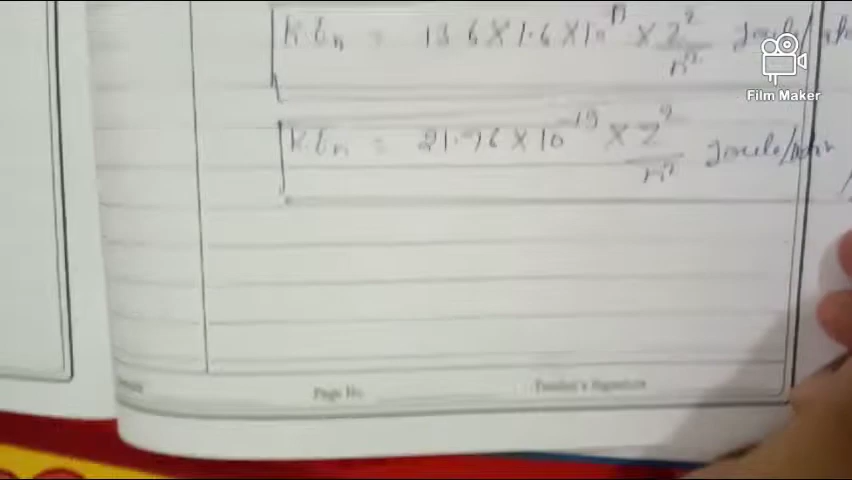 K.En = 13.6 X 1.6 X 10 X Z²/n²
Film Maker
K.En = 21.76 X 10⁻¹⁹ X Z²/n² Joule/atom
Page No.
Teacher's Signature